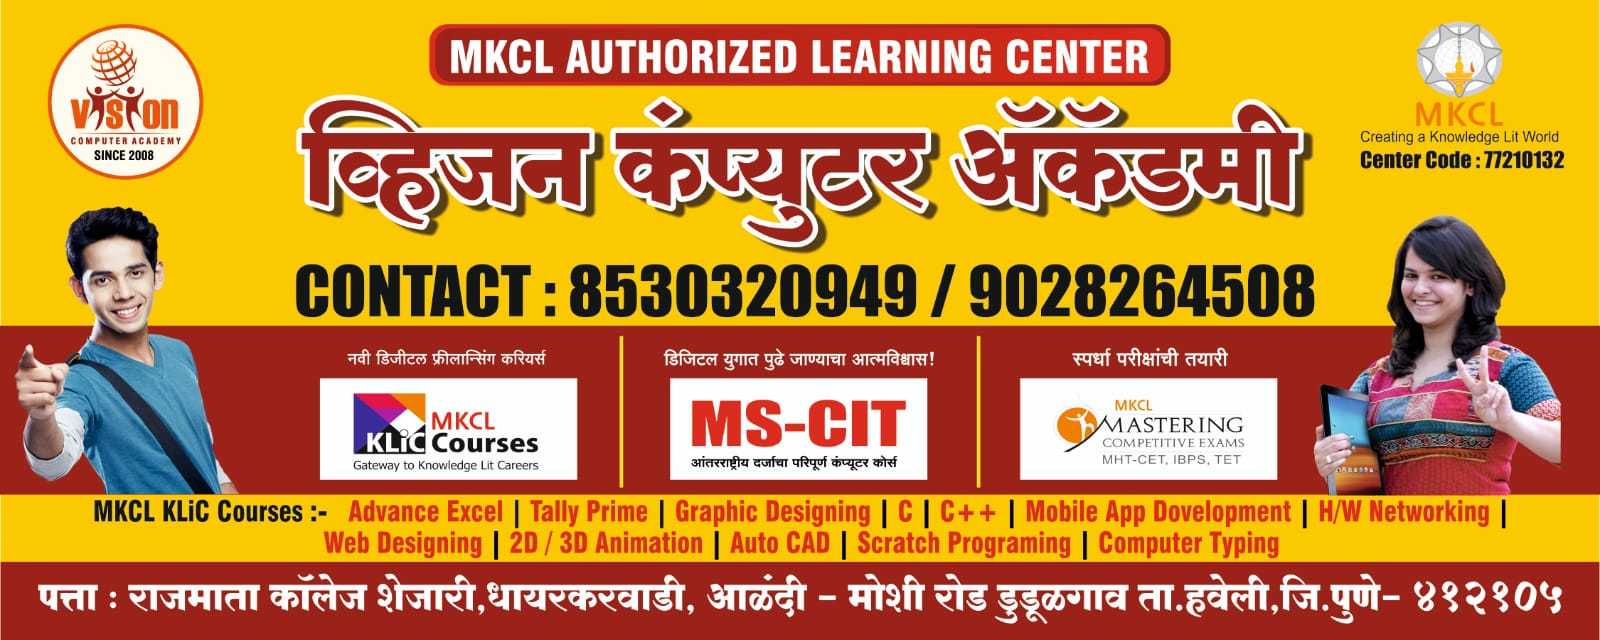 MKCL AUTHORIZED LEARNING CENTER
VISION
COMPUTER ACADEMY
SINCE 2008
MKCL
Creating a Knowledge Lit World
Center Code : 77210132
व्हिजन कंप्युटर ॲकॅडमी
CONTACT : 8530320949 / 9028264508
नवी डिजीटल फ्रीलान्सिंग करियर्स
MKCL
KLiC Courses
Gateway to Knowledge Lit Careers
डिजिटल युगात पुढे जाण्याचा आत्मविश्वास!
MS-CIT
आंतरराष्ट्रीय दर्जाचा परिपूर्ण कंप्यूटर कोर्स
स्पर्धा परीक्षांची तयारी
MKCL
MASTERING
COMPETITIVE EXAMS
MHT-CET, IBPS, TET
MKCL KLiC Courses :- Advance Excel | Tally Prime | Graphic Designing | C | C++ | Mobile App Dovelopment | H/W Networking |
Web Designing | 2D / 3D Animation | Auto CAD | Scratch Programing | Computer Typing
पत्ता : राजमाता कॉलेज शेजारी,धायरकरवाडी, आळंदी - मोशी रोड डुडूळगाव ता.हवेली,जि.पुणे- ४१२१०५